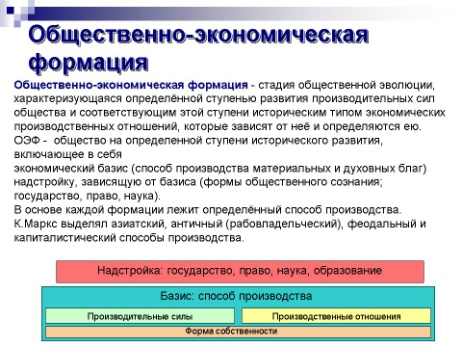 Общественно-экономическая
формация
Общественно-экономическая формация - стадия общественной эволюции,
характеризующаяся определённой ступенью развития производительных сил
общества и соответствующим этой ступени историческим типом экономических
производственных отношений, которые зависят от неё и определяются ею.
ОЭФ - общество на определенной ступени исторического развития,
включающее в себя
экономический базис (способ производства материальных и духовных благ)
надстройку, зависящую от базиса (формы общественного сознания;
государство, право, наука).
В основе каждой формации лежит определённый способ производства.
К.Маркс выделял азиатский, античный (рабовладельческий), феодальный и
капиталистический способы производства.
Надстройка: государство, право, наука, образование
Базис: способ производства
Производительные силы
Производственные отношения
Форма собственности